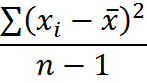 ∑(xᵢ − x̄)²
n − 1